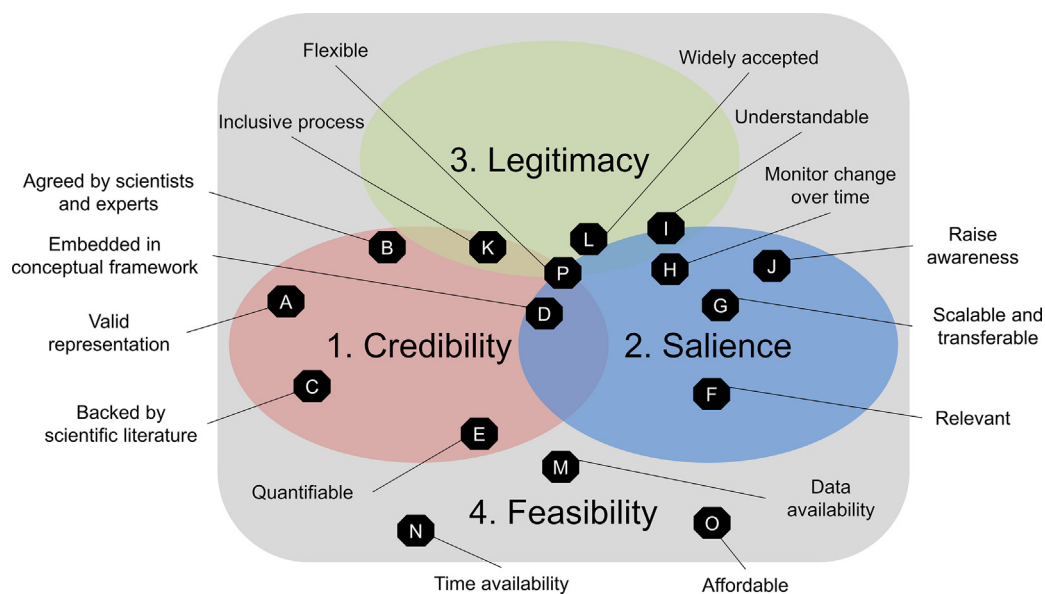 Flexible
Widely accepted
Inclusive process
Understandable
3. Legitimacy
Monitor change
over time
Agreed by scientists
and experts
B
K
L
I
Raise
awareness
Embedded in
conceptual framework
P
H
J
A
D
G
Valid
representation
1. Credibility
2. Salience
Scalable and
transferable
C
F
Backed by
scientific literature
Relevant
E
M
Quantifiable
Data
availability
4. Feasibility
N
O
Time availability
Affordable